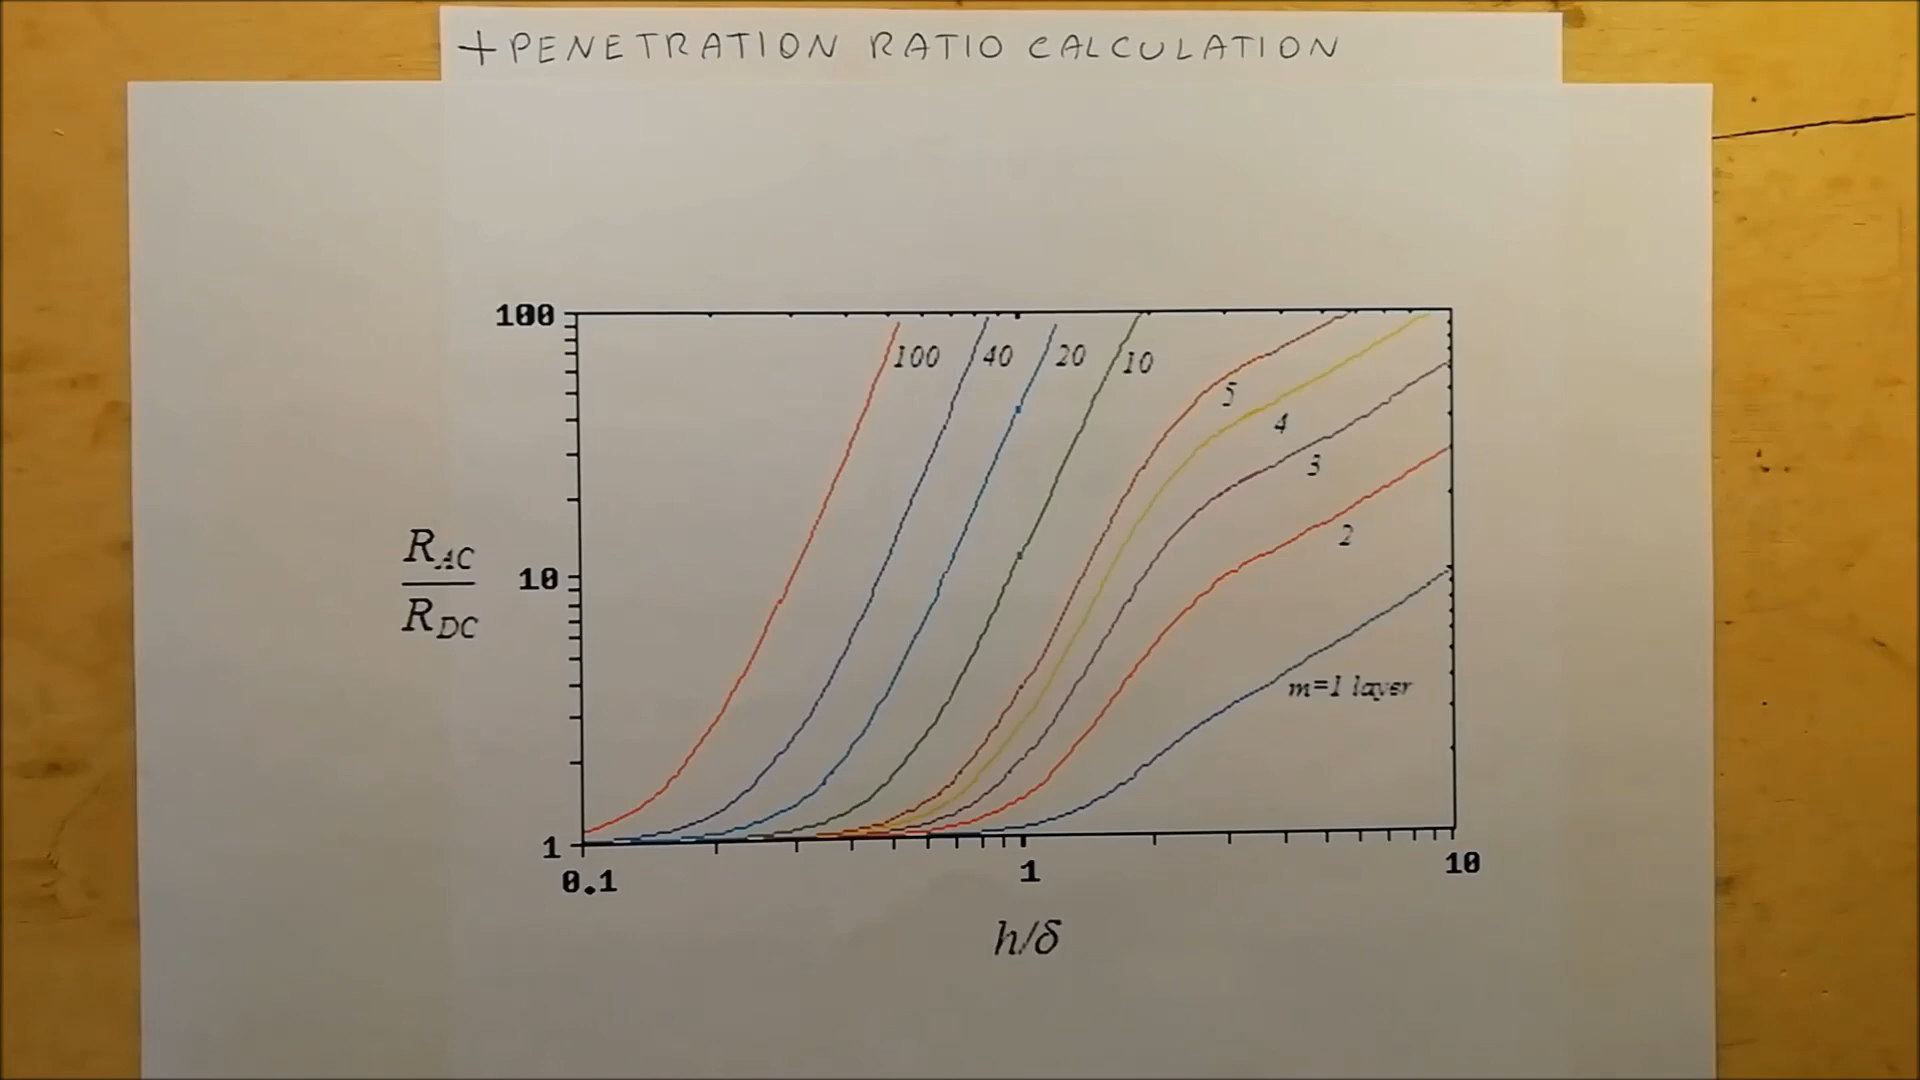 +PENETRATION RATIO CALCULATION
100
100
40
20
10
5
4
3
2
m=1 layer
R_AC
R_DC
10
1
0.1
1
10
h/δ